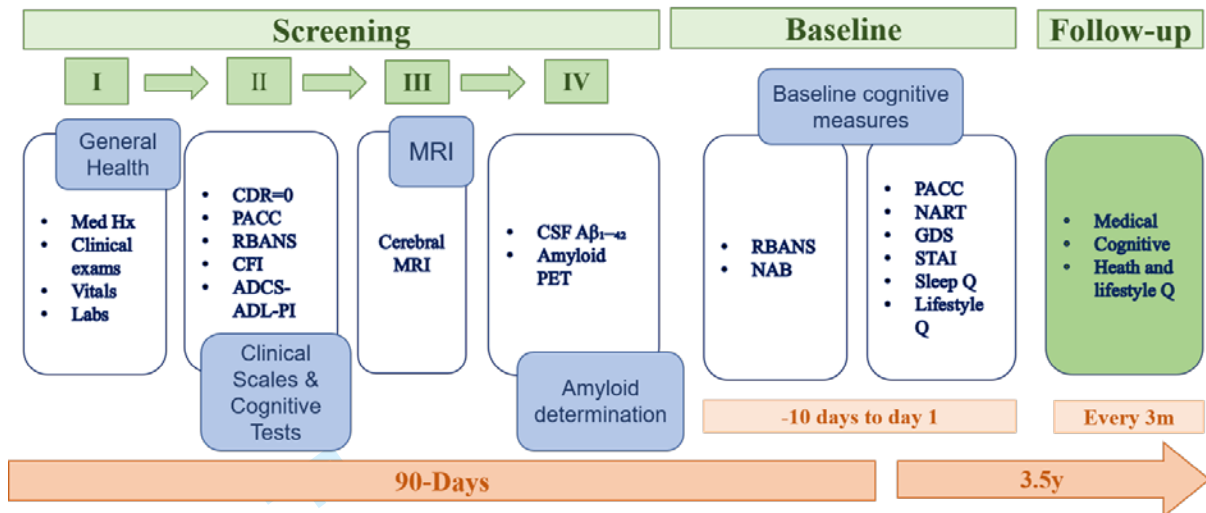 Screening
Baseline
Follow-up
I
II
III
IV
General
Health
• Med Hx
• Clinical
exams
• Vitals
• Labs
• CDR=0
• PACC
• RBANS
• CFI
• ADCS-
ADL-PI
Clinical
Scales &
Cognitive
Tests
MRI
Cerebral
MRI
• CSF Aβ₁₋₄₂
• Amyloid
PET
Amyloid
determination
Baseline cognitive
measures
• RBANS
• NAB
• PACC
• NART
• GDS
• STAI
• Sleep Q
• Lifestyle
Q
• Medical
• Cognitive
• Heath and
lifestyle Q
-10 days to day 1
Every 3m
90-Days
3.5y